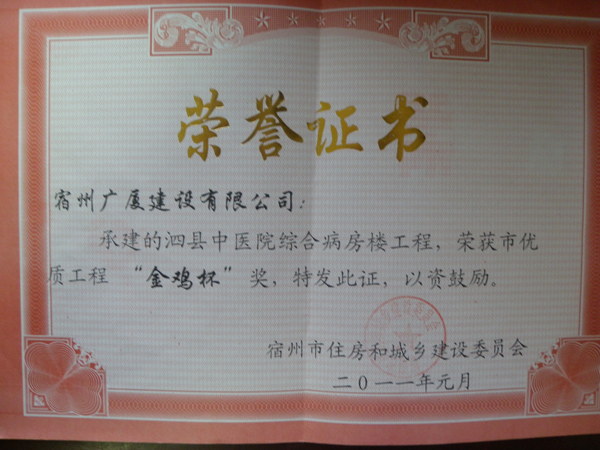 荣誉证书
宿州广厦建设有限公司：
承建的泗县中医院综合病房楼工程，荣获市优
质工程 “金鸡杯”奖，特发此证，以资鼓励。
宿州市住房和城乡建设委员会
二〇一一年元月